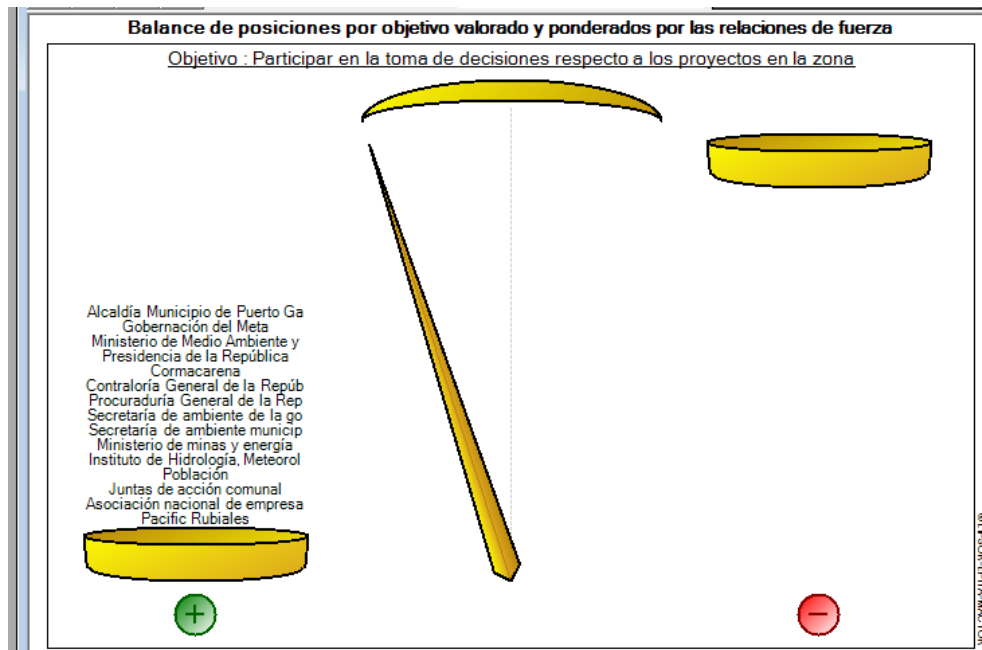 Balance de posiciones por objetivo valorado y ponderados por las relaciones de fuerza
Objetivo : Participar en la toma de decisiones respecto a los proyectos en la zona
Alcaldía Municipio de Puerto Ga
Gobernación del Meta
Ministerio de Medio Ambiente y
Presidencia de la República
Cormacarena
Contraloría General de la Repúb
Procuraduría General de la Rep
Secretaría de ambiente de la go
Secretaría de ambiente municip
Ministerio de minas y energía
Instituto de Hidrología, Meteorol
Población
Juntas de acción comunal
Asociación nacional de empresa
Pacific Rubiales
+
−